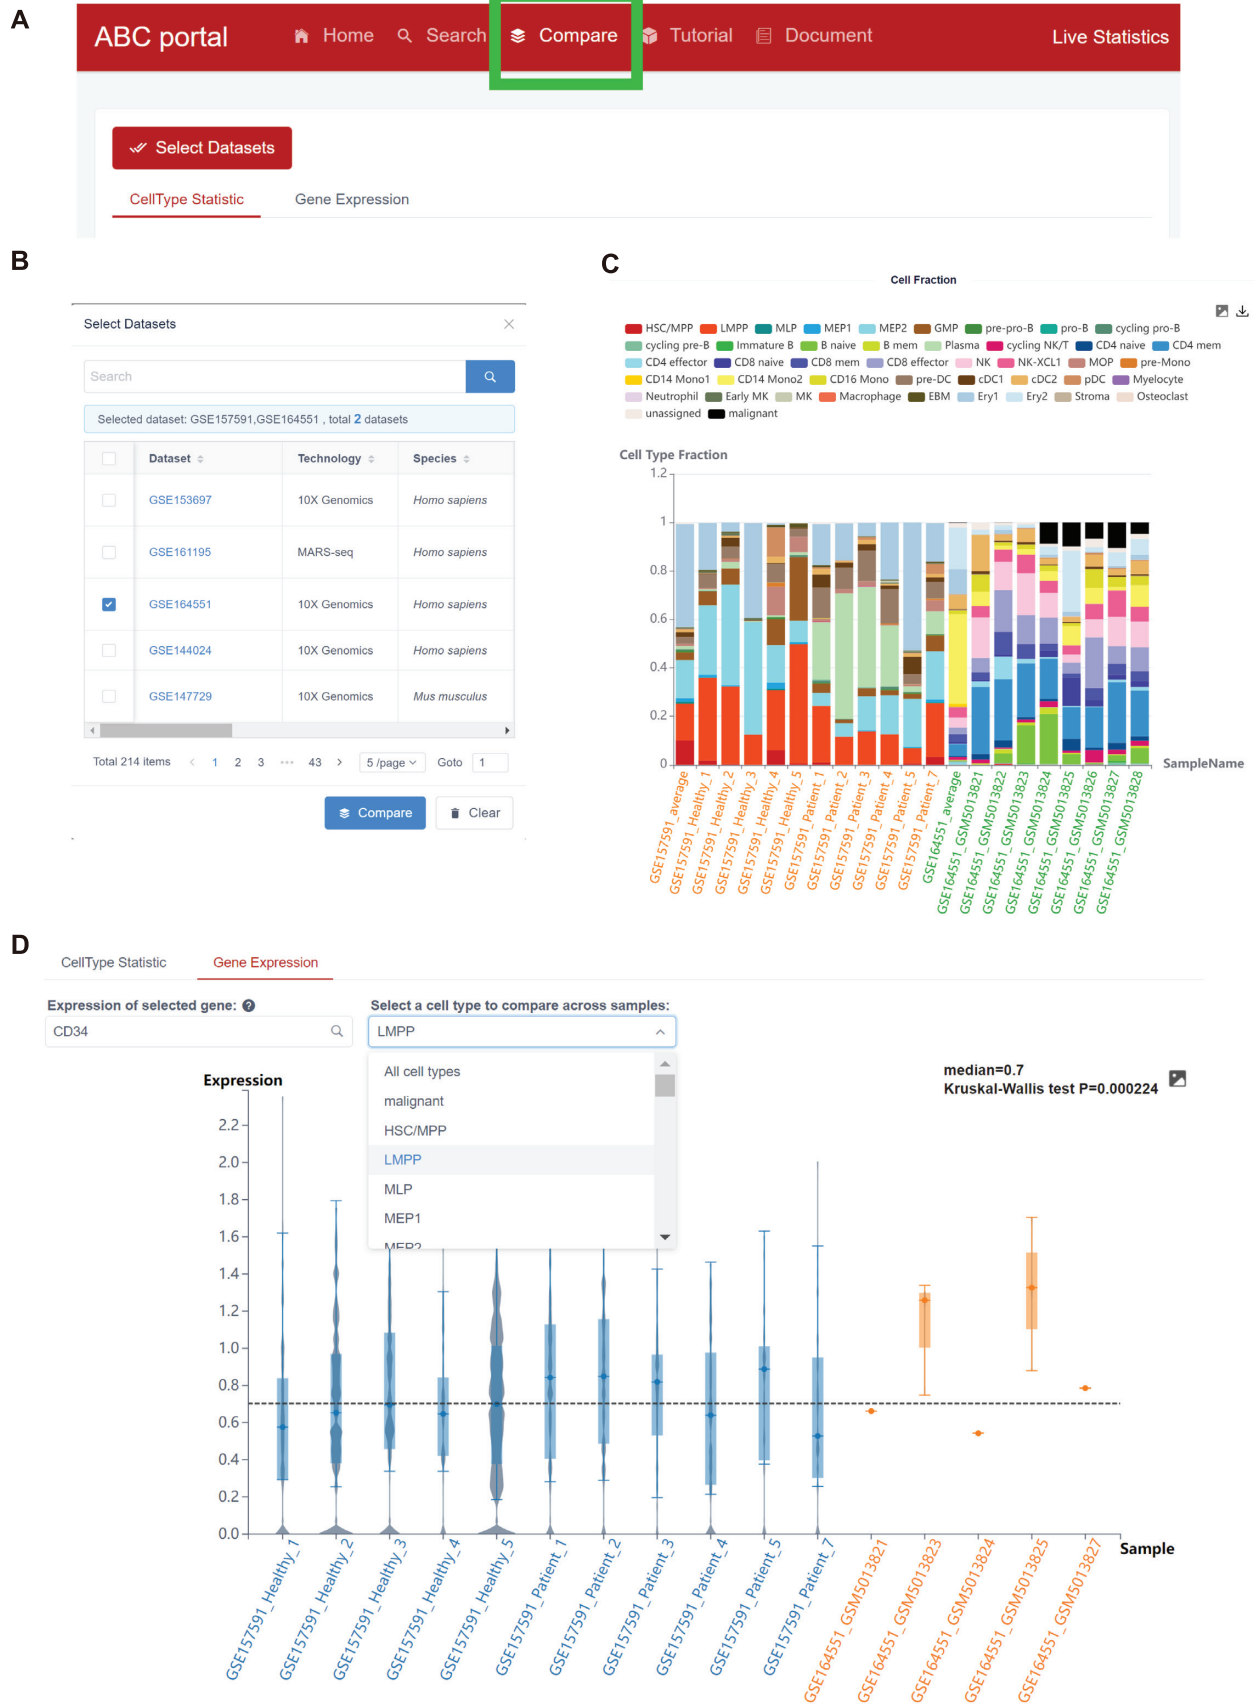 A
ABC portal Home Search Compare Tutorial Document Live Statistics
Select Datasets
CellType Statistic Gene Expression
B
Select Datasets
Search
Selected dataset: GSE157591,GSE164551 , total 2 datasets
Dataset Technology Species
GSE153697 10X Genomics Homo sapiens
GSE161195 MARS-seq Homo sapiens
GSE164551 10X Genomics Homo sapiens
GSE144024 10X Genomics Homo sapiens
GSE147729 10X Genomics Mus musculus
Total 214 items < 1 2 3 ••• 43 > 5 /page Goto 1
Compare Clear
C
Cell Fraction
HSC/MPP LMPP MLP MEP1 MEP2 GMP pre-pro-B pro-B cycling pro-B
cycling pre-B Immature B B naive B mem Plasma cycling NK/T CD4 naive CD4 mem
CD4 effector CD8 naive CD8 mem CD8 effector NK NK-XCL1 MOP pre-Mono
CD14 Mono1 CD14 Mono2 CD16 Mono pre-DC cDC1 cDC2 pDC Myelocyte
Neutrophil Early MK MK Macrophage EBM Ery1 Ery2 Stroma Osteoclast
unassigned malignant
Cell Type Fraction
1.2
1
0.8
0.6
0.4
0.2
0
SampleName
GSE157591_average
GSE157591_Healthy_1
GSE157591_Healthy_2
GSE157591_Healthy_3
GSE157591_Healthy_4
GSE157591_Healthy_5
GSE157591_Patient_1
GSE157591_Patient_2
GSE157591_Patient_3
GSE157591_Patient_4
GSE157591_Patient_5
GSE157591_Patient_7
GSE164551_average
GSE164551_GSM5013821
GSE164551_GSM5013822
GSE164551_GSM5013823
GSE164551_GSM5013824
GSE164551_GSM5013825
GSE164551_GSM5013826
GSE164551_GSM5013827
GSE164551_GSM5013828
D
CellType Statistic Gene Expression
Expression of selected gene: ? Select a cell type to compare across samples:
CD34 LMPP
All cell types
malignant
HSC/MPP
LMPP
MLP
MEP1
MEP2
median=0.7
Kruskal-Wallis test P=0.000224
Expression
2.2
2.0
1.8
1.6
1.4
1.2
1.0
0.8
0.6
0.4
0.2
0.0
Sample
GSE157591_Healthy_1
GSE157591_Healthy_2
GSE157591_Healthy_3
GSE157591_Healthy_4
GSE157591_Healthy_5
GSE157591_Patient_1
GSE157591_Patient_2
GSE157591_Patient_3
GSE157591_Patient_4
GSE157591_Patient_5
GSE157591_Patient_7
GSE164551_GSM5013821
GSE164551_GSM5013823
GSE164551_GSM5013824
GSE164551_GSM5013825
GSE164551_GSM5013827